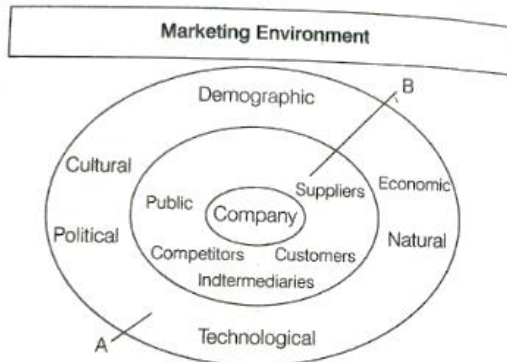 Marketing Environment
B
Demographic
Cultural
Economic
Suppliers
Public
Company
Political
Natural
Competitors
Customers
Indtermediaries
Technological
A